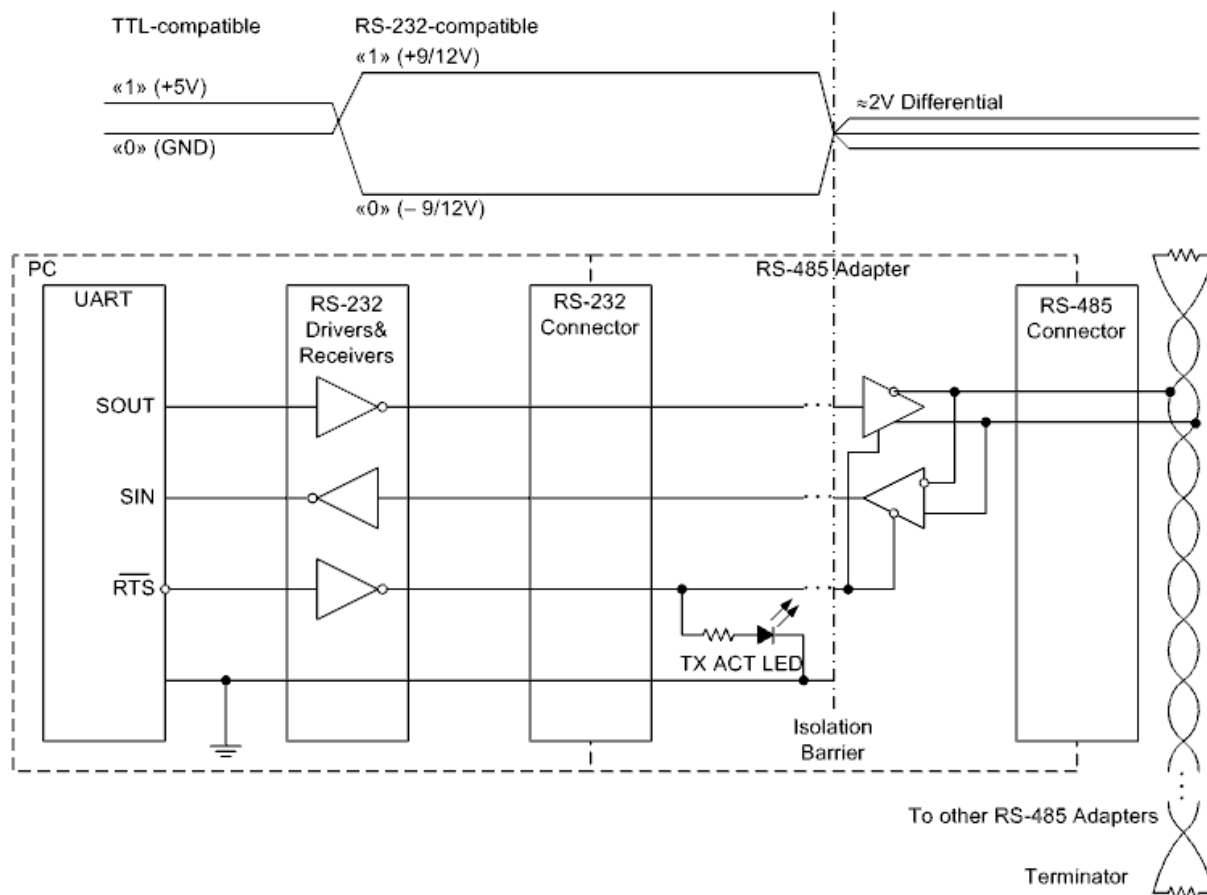 TTL-compatible
RS-232-compatible
«1» (+9/12V)
«1» (+5V)
≈2V Differential
«0» (GND)
«0» (– 9/12V)
PC
RS-485 Adapter
UART
RS-232
Drivers&
Receivers
RS-232
Connector
RS-485
Connector
SOUT
SIN
RTS
TX ACT LED
Isolation
Barrier
To other RS-485 Adapters
Terminator